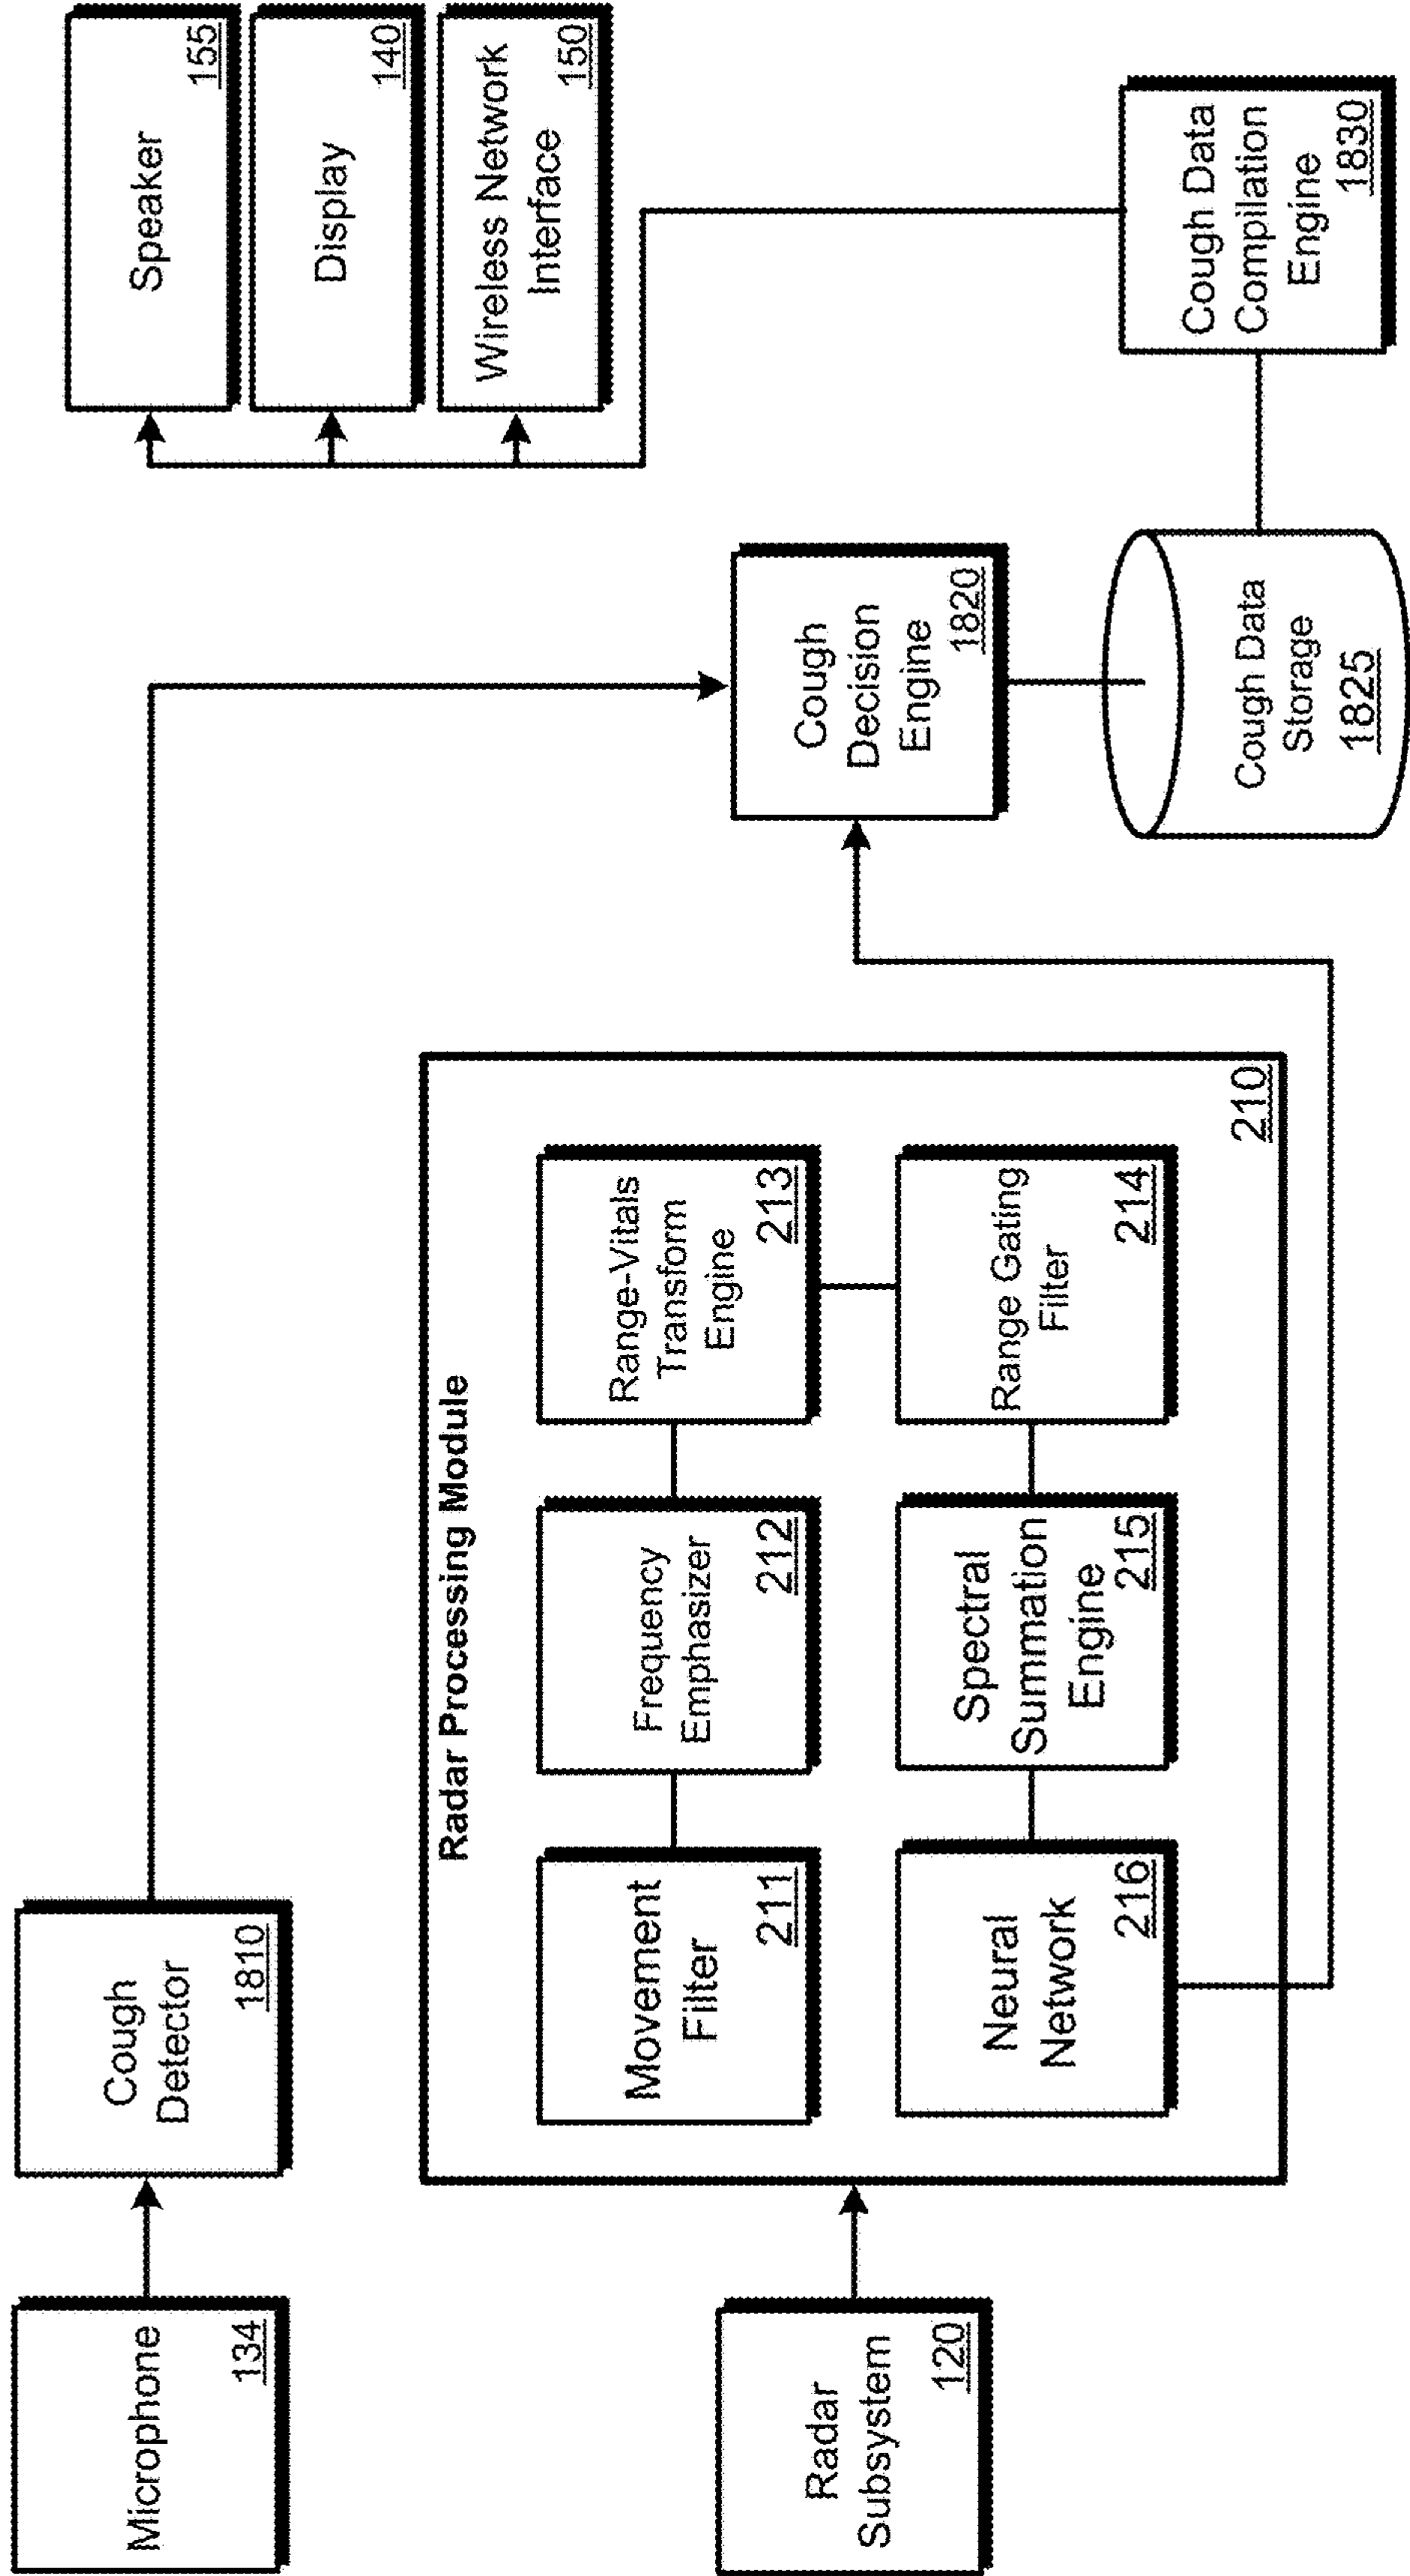 Microphone
134
Cough
Detector
1810
Speaker
155
Display
140
Wireless Network
Interface
150
Radar
Subsystem
120
Radar Processing Module
Movement
Filter
211
Frequency
Emphasizer
212
Range-Vitals
Transform
Engine
213
Neural
Network
216
Spectral
Summation
Engine
215
Range Gating
Filter
214
210
Cough
Decision
Engine
1820
Cough Data
Storage
1825
Cough Data
Compilation
Engine
1830